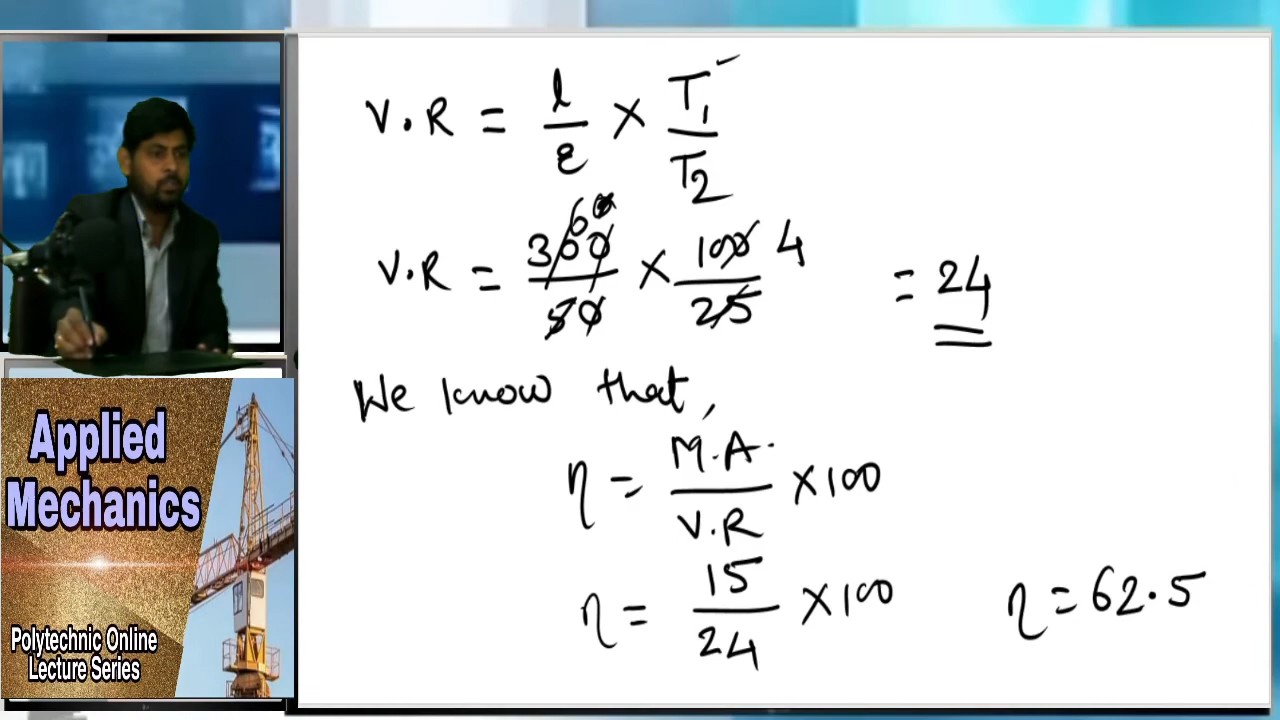 V.R = l/r × T1/T2
V.R = 300/50 × 100/25 = 24
60 4
We know that,
η = M.A./V.R ×100
η = 15/24 ×100 η = 62.5
Applied
Mechanics
Polytechnic Online
Lecture Series